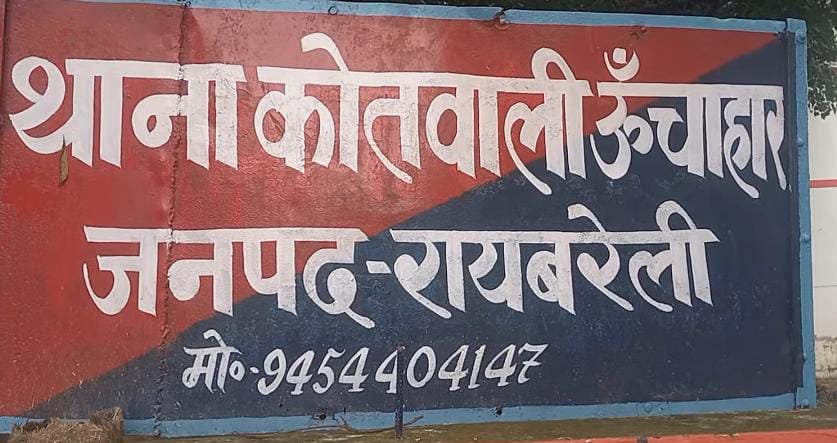 थाना कोतवाली ऊँचाहार
जनपद-रायबरेली
मो०-9454404147